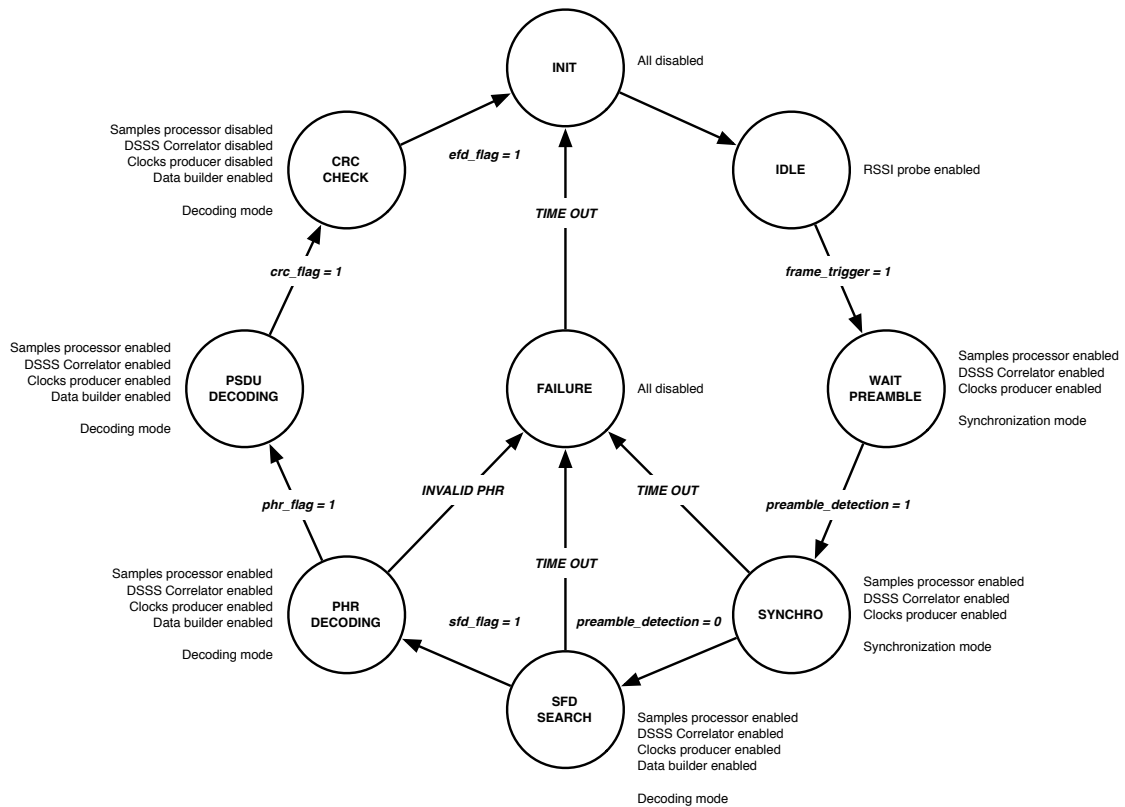 INIT
All disabled
Samples processor disabled
DSSS Correlator disabled
Clocks producer disabled
Data builder enabled
Decoding mode
CRC
CHECK
efd_flag = 1
IDLE
RSSI probe enabled
TIME OUT
crc_flag = 1
frame_trigger = 1
Samples processor enabled
DSSS Correlator enabled
Clocks producer enabled
Data builder enabled
Decoding mode
PSDU
DECODING
FAILURE
All disabled
WAIT
PREAMBLE
Samples processor enabled
DSSS Correlator enabled
Clocks producer enabled
Synchronization mode
phr_flag = 1
INVALID PHR
TIME OUT
preamble_detection = 1
TIME OUT
Samples processor enabled
DSSS Correlator enabled
Clocks producer enabled
Data builder enabled
Decoding mode
PHR
DECODING
sfd_flag = 1
preamble_detection = 0
SYNCHRO
Samples processor enabled
DSSS Correlator enabled
Clocks producer enabled
Synchronization mode
SFD
SEARCH
Samples processor enabled
DSSS Correlator enabled
Clocks producer enabled
Data builder enabled
Decoding mode